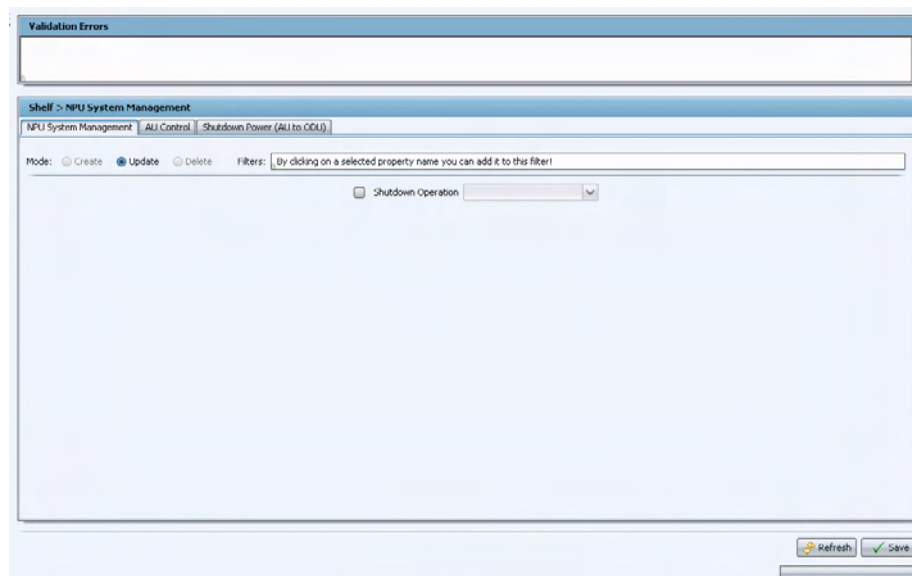 Validation Errors
Shelf > NPU System Management
NPU System Management AU Control Shutdown Power (AU to ODU)
Mode: Create Update Delete Filters: By clicking on a selected property name you can add it to this filter!
Shutdown Operation
Refresh Save